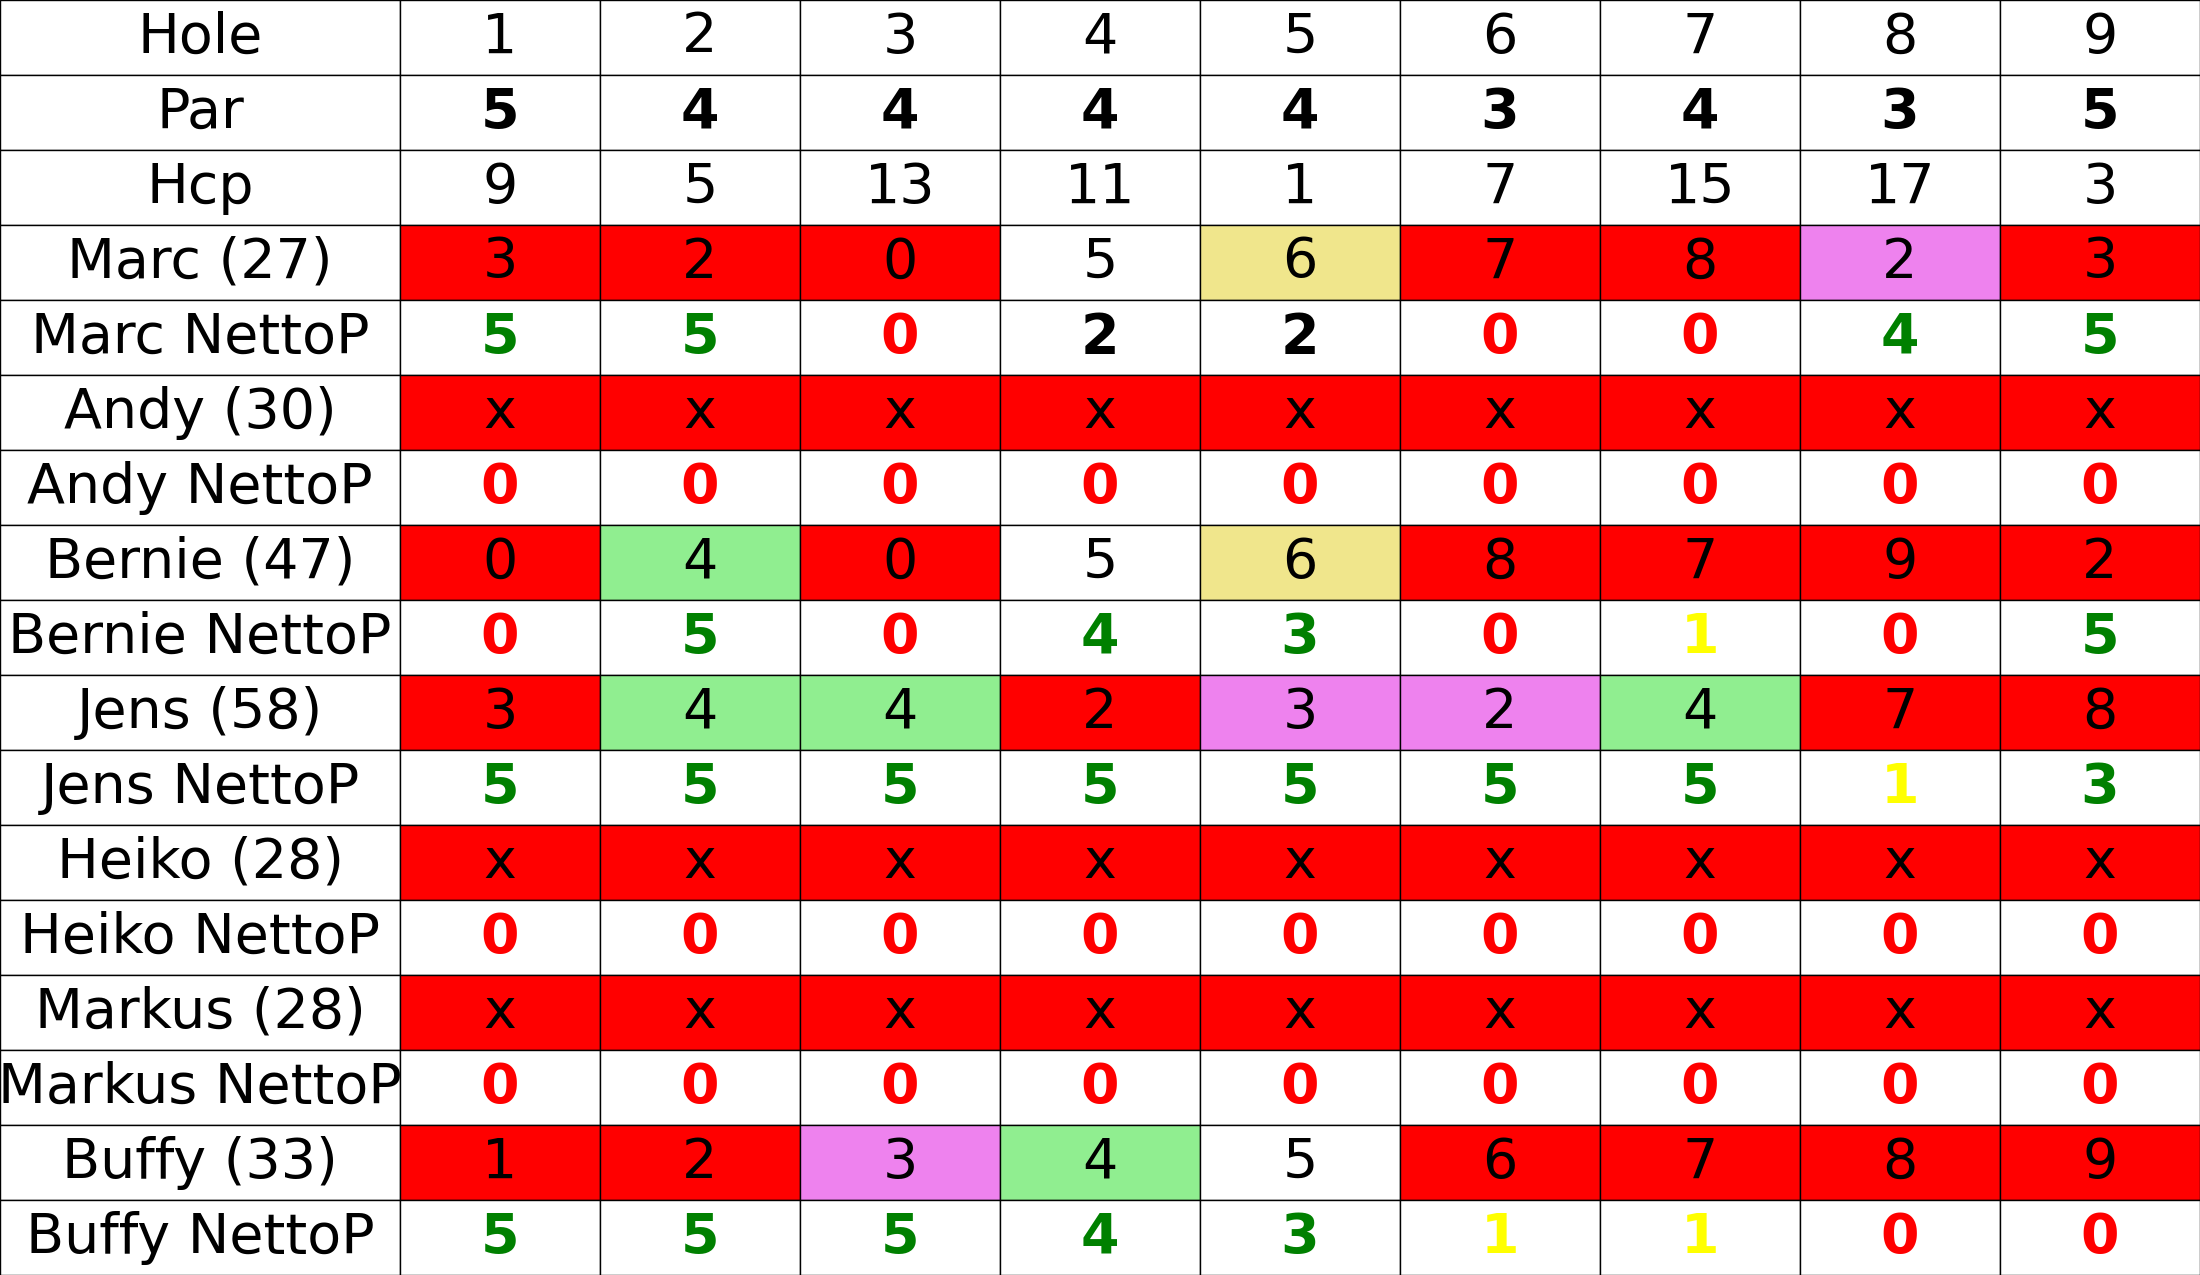 Hole 1 2 3 4 5 6 7 8 9
Par 5 4 4 4 4 3 4 3 5
Hcp 9 5 13 11 1 7 15 17 3
Marc (27) 3 2 0 5 6 7 8 2 3
Marc NettoP 5 5 0 2 2 0 0 4 5
Andy (30) x x x x x x x x x
Andy NettoP 0 0 0 0 0 0 0 0 0
Bernie (47) 0 4 0 5 6 8 7 9 2
Bernie NettoP 0 5 0 4 3 0 1 0 5
Jens (58) 3 4 4 2 3 2 4 7 8
Jens NettoP 5 5 5 5 5 5 5 1 3
Heiko (28) x x x x x x x x x
Heiko NettoP 0 0 0 0 0 0 0 0 0
Markus (28) x x x x x x x x x
Markus NettoP 0 0 0 0 0 0 0 0 0
Buffy (33) 1 2 3 4 5 6 7 8 9
Buffy NettoP 5 5 5 4 3 1 1 0 0